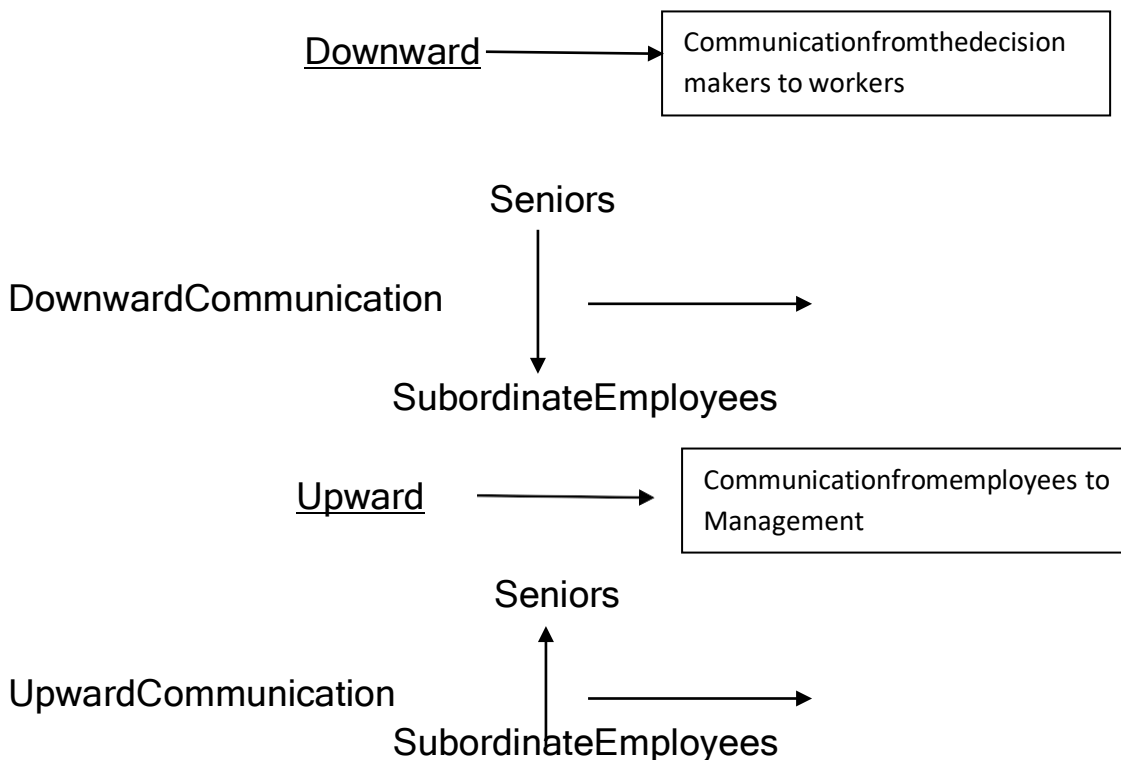 Downward
Communicationfromthedecision
makers to workers
Seniors
DownwardCommunication
SubordinateEmployees
Upward
Communicationfromemployees to
Management
Seniors
UpwardCommunication
SubordinateEmployees